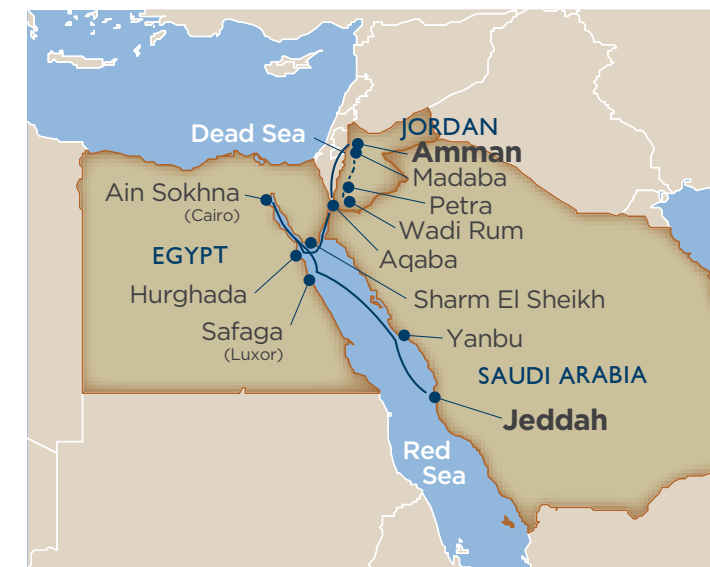 JORDAN
Dead Sea
Amman
Madaba
Ain Sokhna
(Cairo)
Petra
Wadi Rum
EGYPT
Aqaba
Hurghada
Sharm El Sheikh
Safaga
(Luxor)
Yanbu
SAUDI ARABIA
Jeddah
Red
Sea